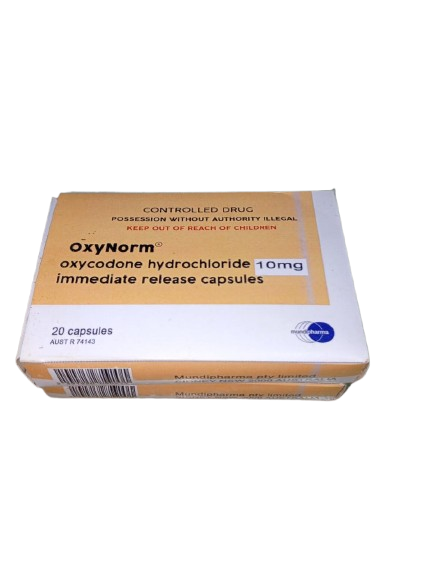 CONTROLLED DRUG
POSSESSION WITHOUT AUTHORITY ILLEGAL
KEEP OUT OF REACH OF CHILDREN
OxyNorm®
oxycodone hydrochloride 10mg
immediate release capsules
20 capsules
AUST R 74143
mundipharma
Mundipharma pty limited
Mundipharma pty limited